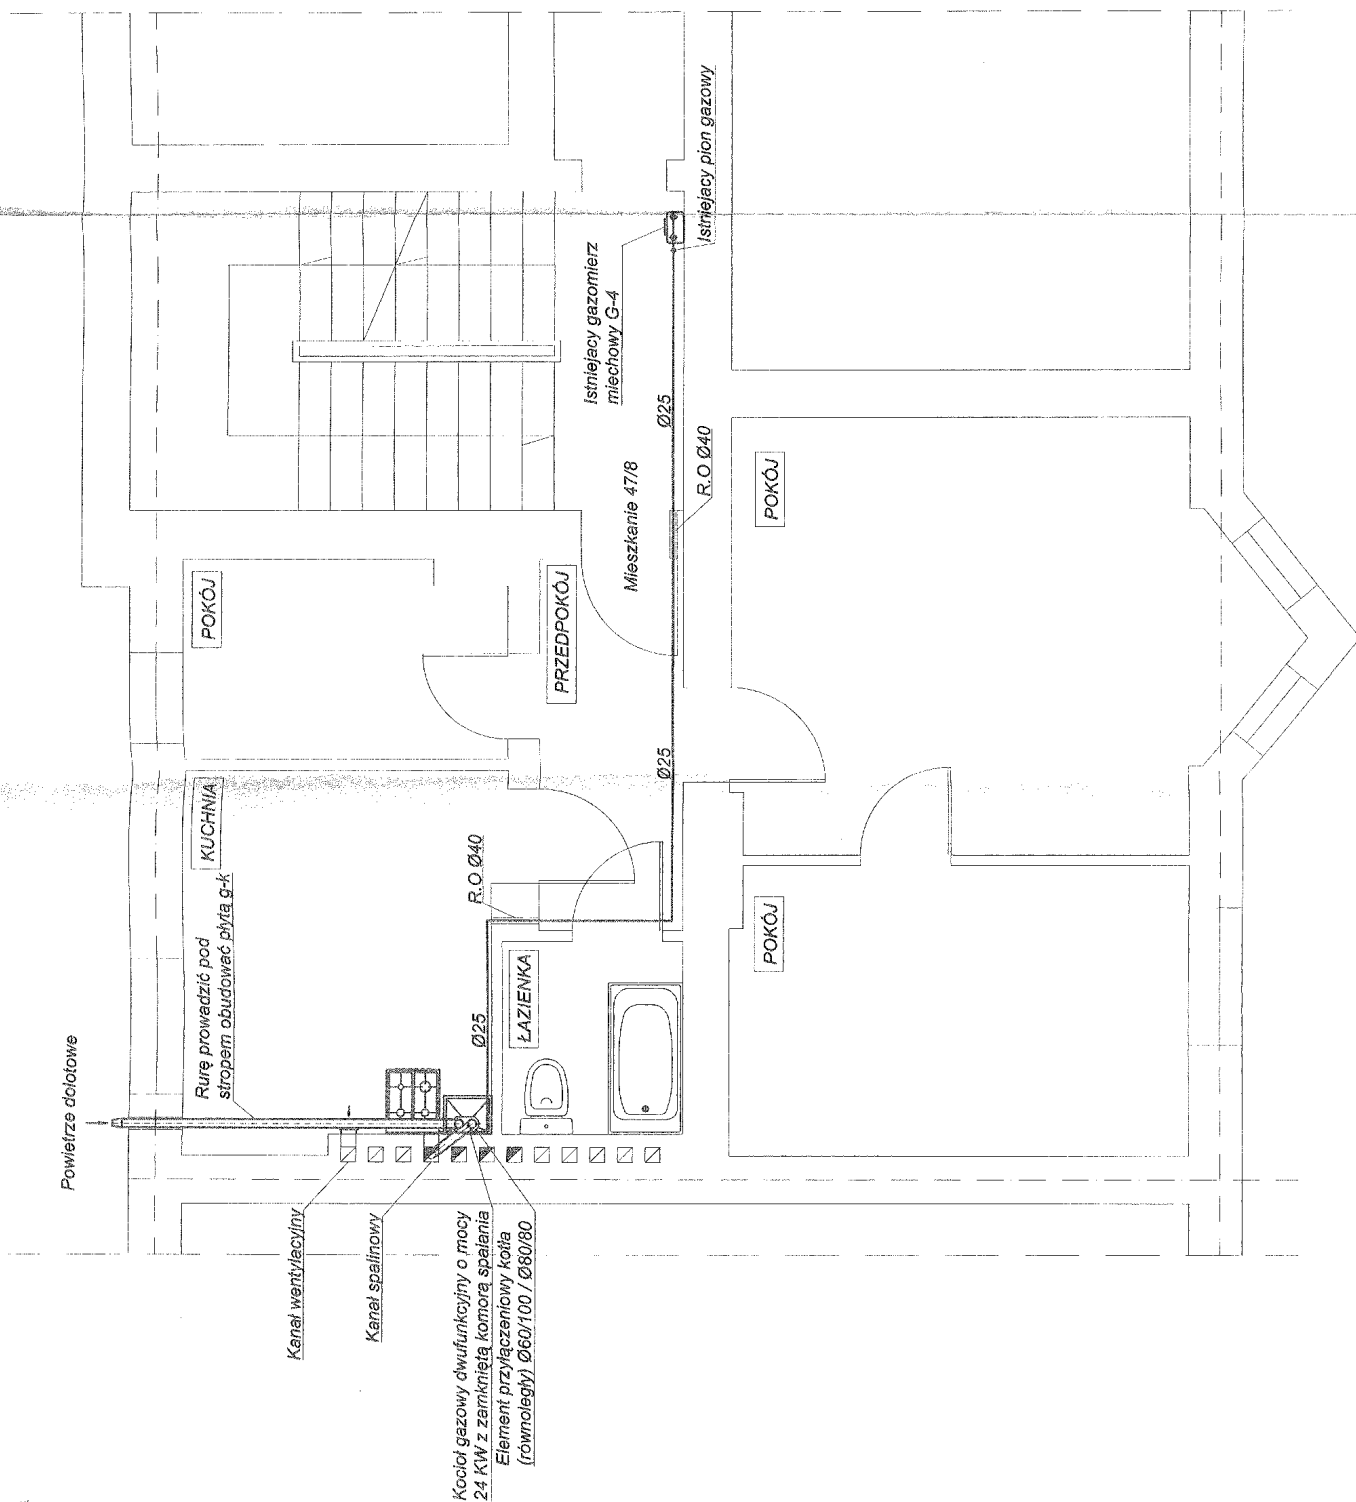 Powietrze dolotowe
Rurę prowadzić pod
stropem obudować płytą g-k
KUCHNIA
POKÓJ
PRZEDPOKÓJ
Mieszkanie 47/8
Istniejacy gazomierz
miechowy G-4
Istniejacy pion gazowy
Ø25
R.O Ø40
POKÓJ
Ø25
R.O Ø40
Ø25
ŁAZIENKA
POKÓJ
Kanał wentylacyjny
Kanał spalinowy
Kocioł gazowy dwufunkcyjny o mocy
24 KW z zamkniętą komorą spalania
Element przyłączeniowy kotła
(równoległy) Ø60/100 / Ø80/80